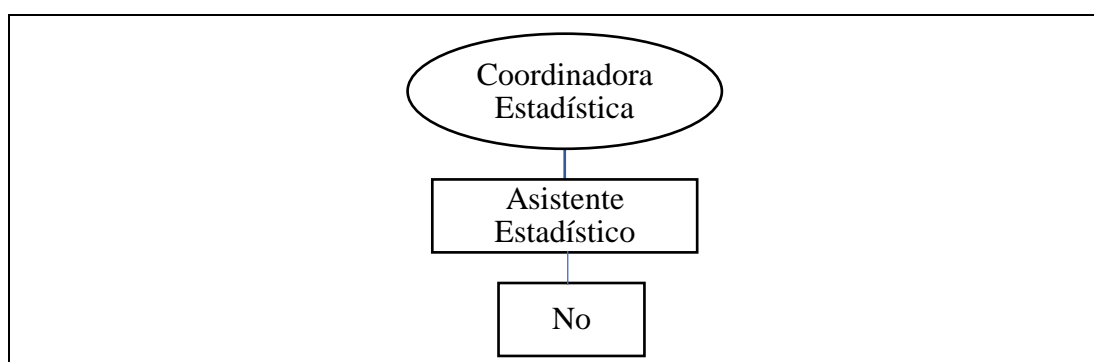 Coordinadora
Estadística
Asistente
Estadístico
No